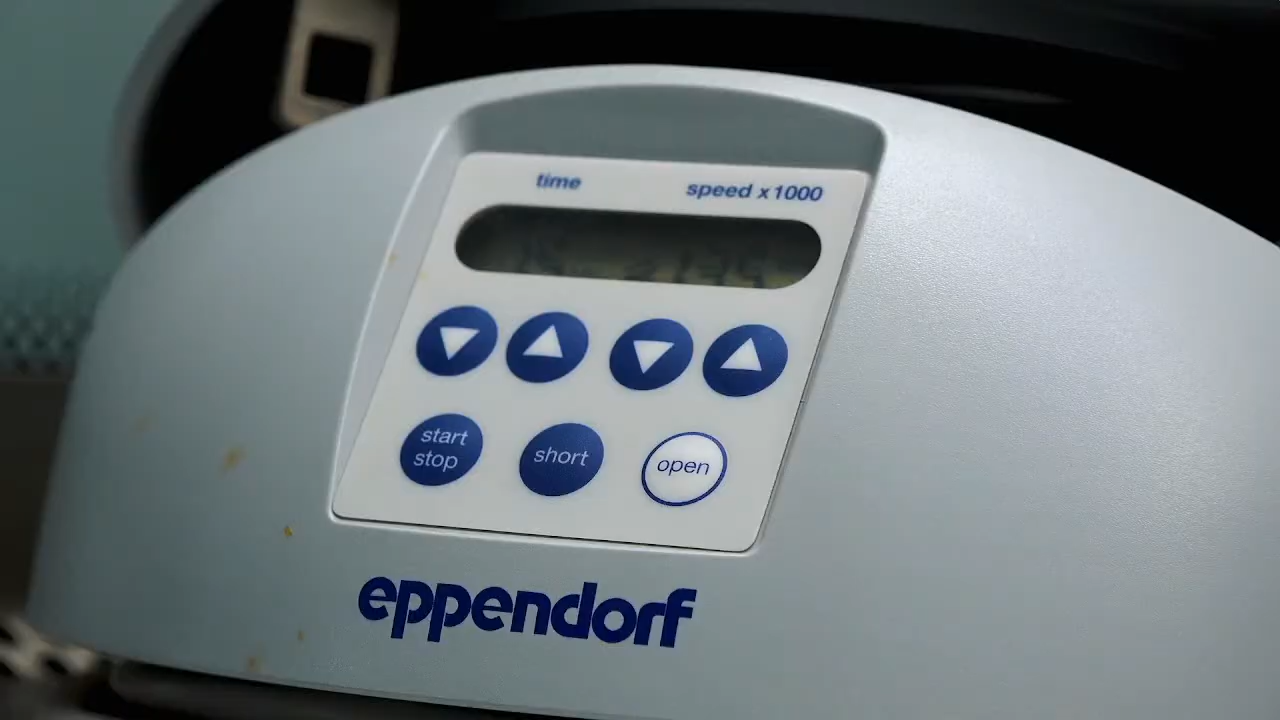 time speed x1000
start
stop
short
open
eppendorf